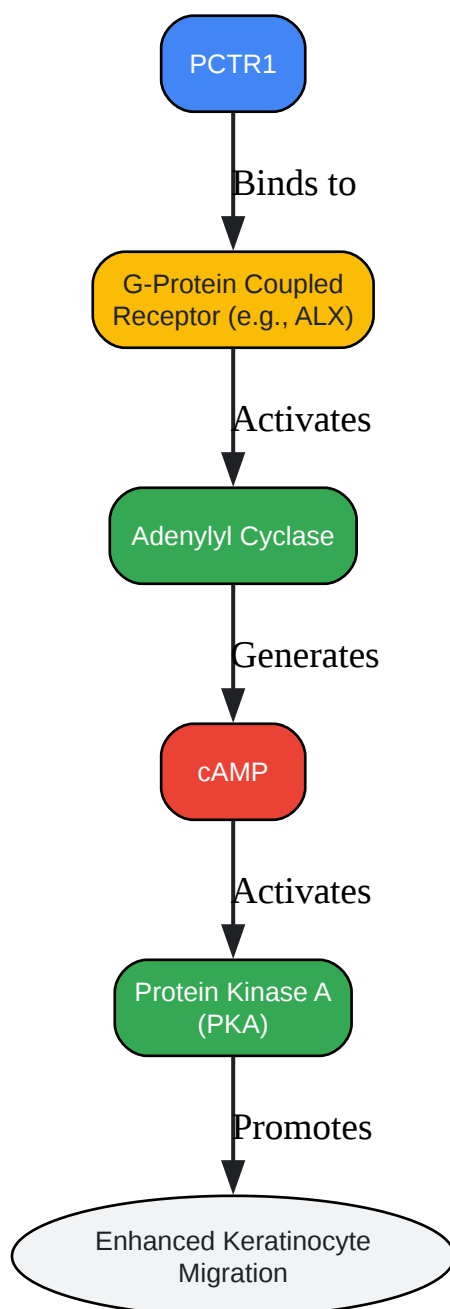 PCTR1
Binds to
G-Protein Coupled
Receptor (e.g., ALX)
Activates
Adenylyl Cyclase
Generates
cAMP
Activates
Protein Kinase A
(PKA)
Promotes
Enhanced Keratinocyte
Migration